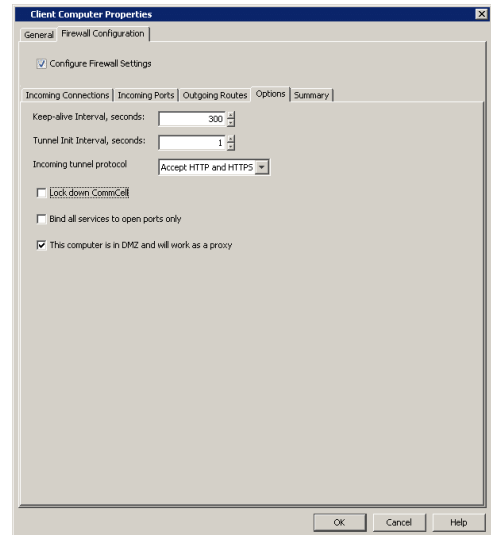 Client Computer Properties
General Firewall Configuration
Configure Firewall Settings
Incoming Connections Incoming Ports Outgoing Routes Options Summary
Keep-alive Interval, seconds: 300
Tunnel Init Interval, seconds: 1
Incoming tunnel protocol Accept HTTP and HTTPS
Lock down CommCell
Bind all services to open ports only
This computer is in DMZ and will work as a proxy
OK Cancel Help